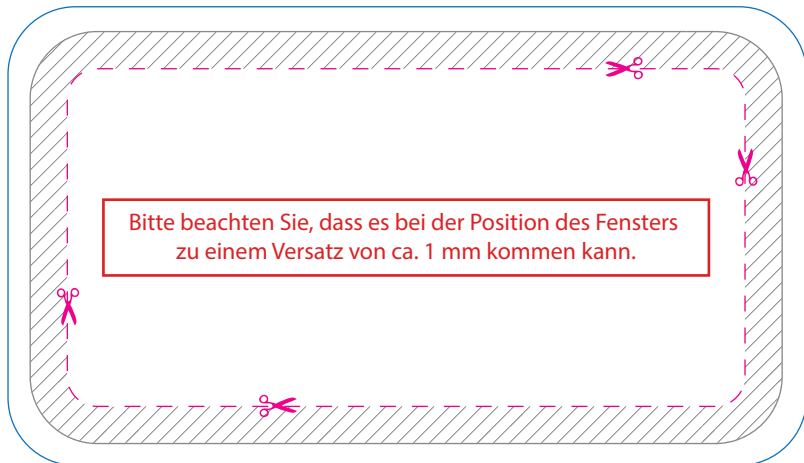 Bitte beachten Sie, dass es bei der Position des Fensters
zu einem Versatz von ca. 1 mm kommen kann.